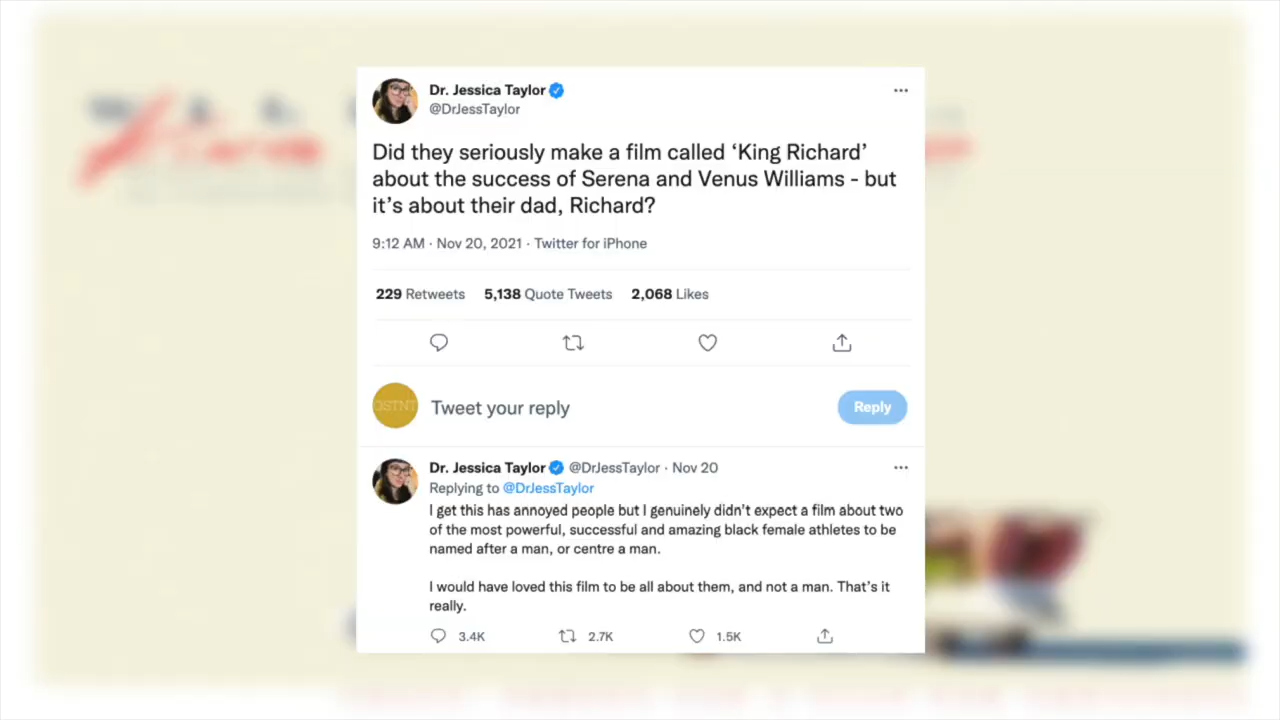 Dr. Jessica Taylor
@DrJessTaylor
Did they seriously make a film called ‘King Richard’
about the success of Serena and Venus Williams - but
it’s about their dad, Richard?
9:12 AM · Nov 20, 2021 · Twitter for iPhone
229 Retweets 5,138 Quote Tweets 2,068 Likes
Tweet your reply
Reply
Dr. Jessica Taylor @DrJessTaylor · Nov 20
Replying to @DrJessTaylor
I get this has annoyed people but I genuinely didn’t expect a film about two
of the most powerful, successful and amazing black female athletes to be
named after a man, or centre a man.
I would have loved this film to be all about them, and not a man. That’s it
really.
3.4K 2.7K 1.5K